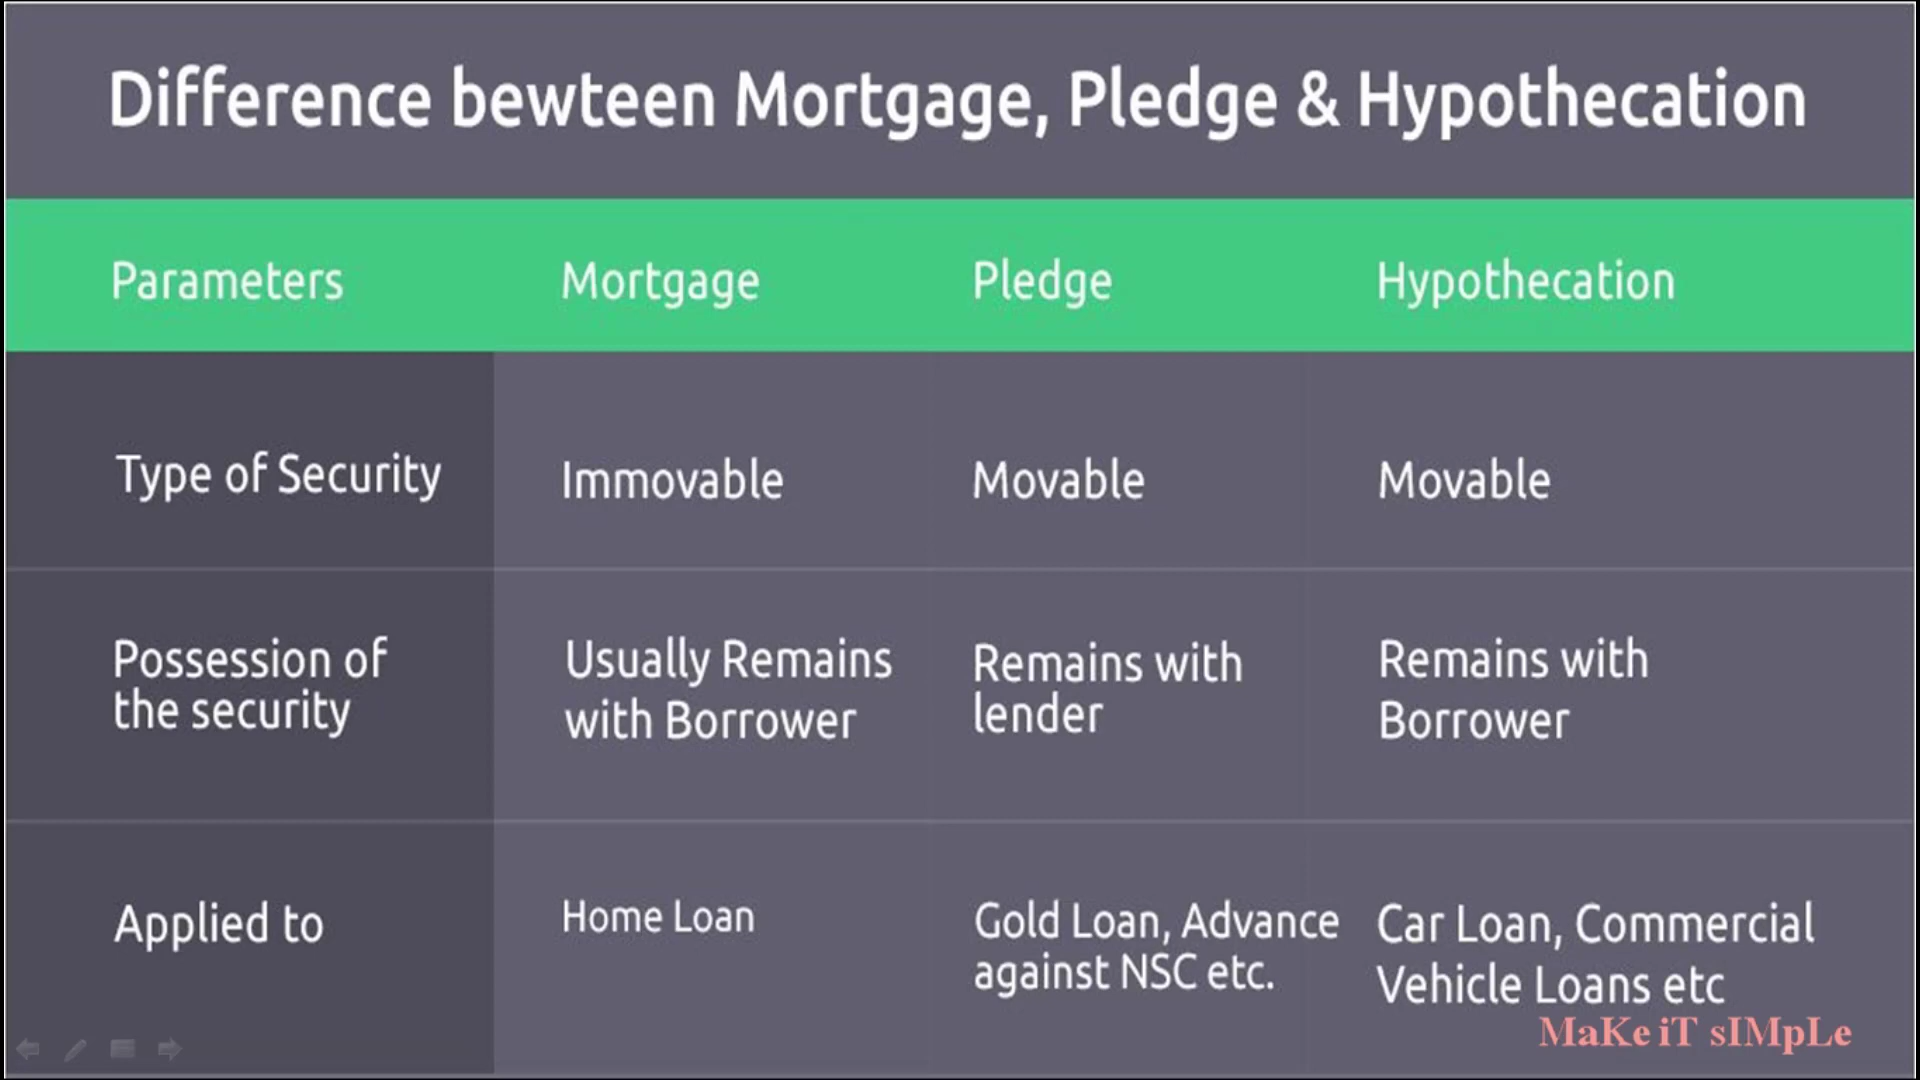 Difference bewteen Mortgage, Pledge & Hypothecation
Parameters Mortgage Pledge Hypothecation
Type of Security Immovable Movable Movable
Possession of
the security
Usually Remains
with Borrower
Remains with
lender
Remains with
Borrower
Applied to
Home Loan
Gold Loan, Advance
against NSC etc.
Car Loan, Commercial
Vehicle Loans etc
MaKe iT sIMpLe